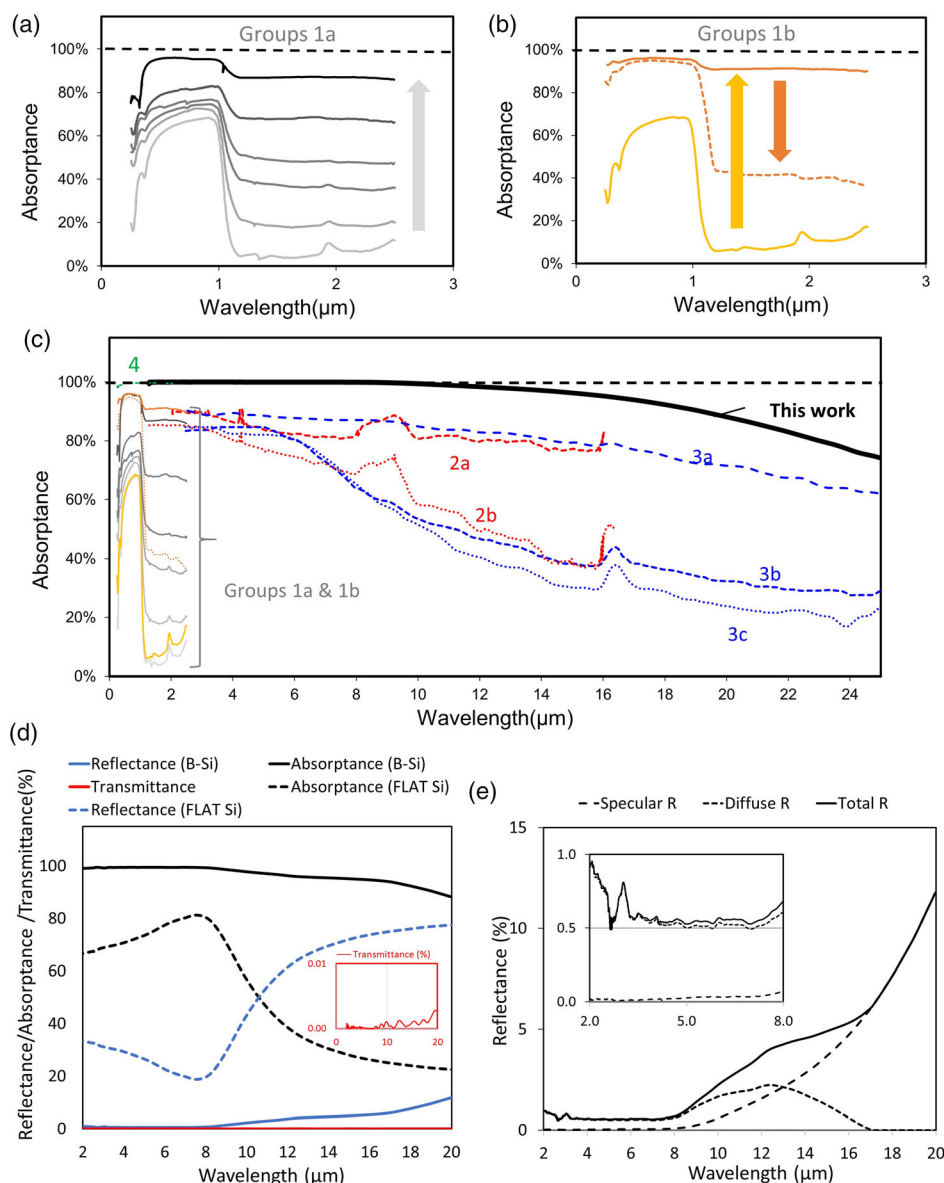 (a)
Groups 1a
100%
80%
60%
40%
20%
0%
Absorptance
0 1 2 3
Wavelength(μm)
(b)
Groups 1b
100%
80%
60%
40%
20%
0%
Absorptance
0 1 2 3
Wavelength(μm)
(c)
4
100%
80%
60%
40%
20%
0%
Absorptance
This work
2a
3a
2b
3b
3c
Groups 1a & 1b
0 2 4 6 8 10 12 14 16 18 20 22 24
Wavelength(μm)
(d)
Reflectance (B-Si) Absorptance (B-Si)
Transmittance Absorptance (FLAT Si)
Reflectance (FLAT Si)
Reflectance/Absorptance /Transmittance(%)
100
80
60
40
20
0
Transmittance (%)
0.01
0.00
0 10 20
2 4 6 8 10 12 14 16 18 20
Wavelength (μm)
(e)
Specular R Diffuse R Total R
Reflectance (%)
15
10
5
0
1.0
0.5
0.0
2.0 5.0 8.0
2 4 6 8 10 12 14 16 18 20
Wavelength (μm)